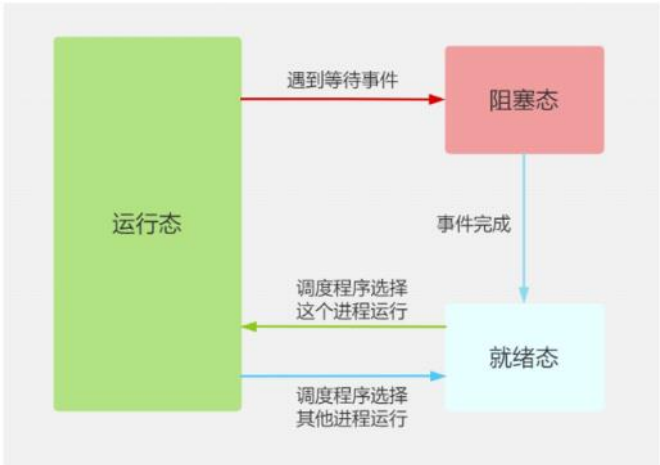 遇到等待事件
阻塞态
运行态
事件完成
调度程序选择
这个进程运行
就绪态
调度程序选择
其他进程运行